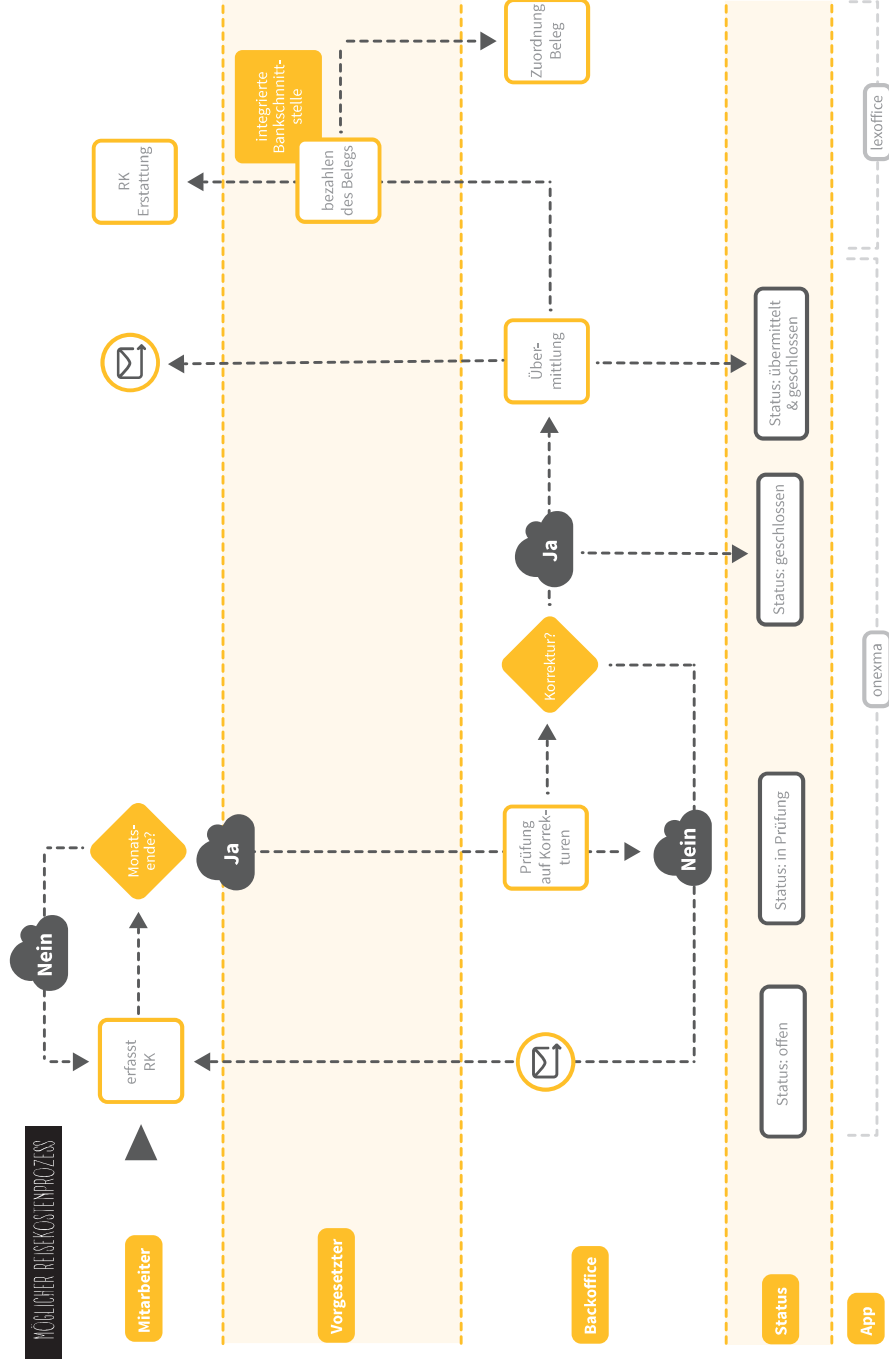 MÖGLICHER REISEKOSTENPROZESS
Mitarbeiter
erfasst
RK
Nein
Monats-
ende?
Ja
RK
Erstattung
Vorgesetzter
bezahlen
des Belegs
integrierte
Bankschnnitt-
stelle
Backoffice
Prüfung
auf Korrek-
turen
Korrektur?
Nein
Ja
Über-
mittlung
Zuordnung
Beleg
Status
Status: offen
Status: in Prüfung
Status: geschlossen
Status: übermittelt
& geschlossen
App
onexma
lexoffice